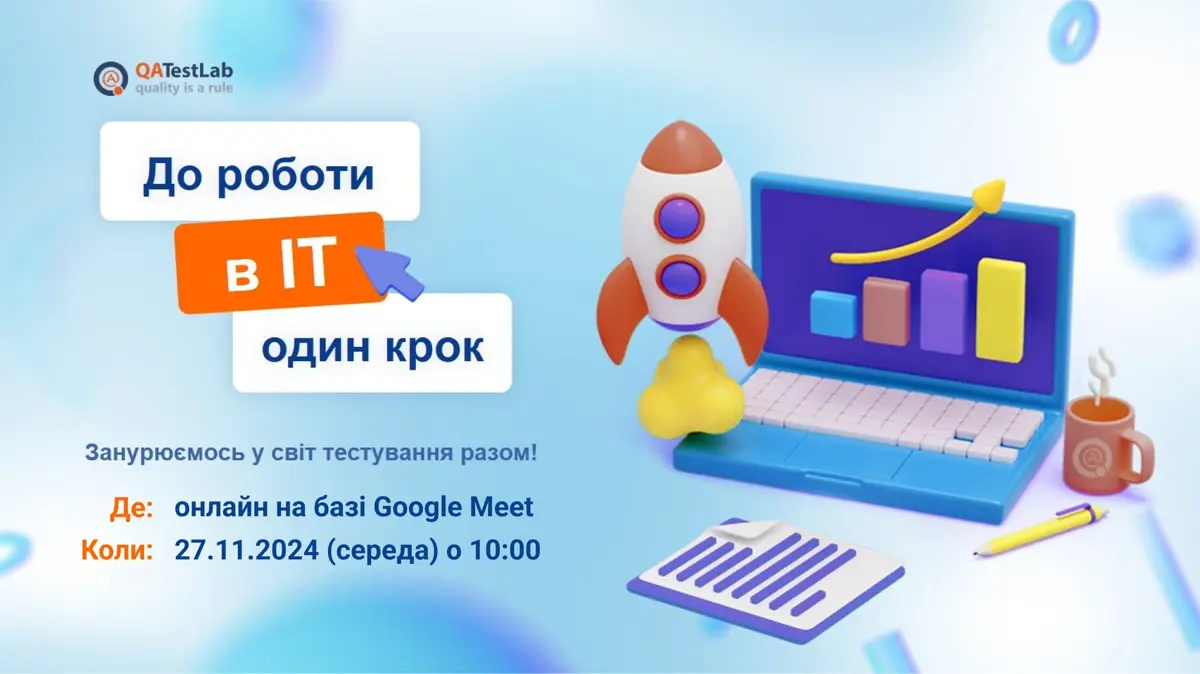 QATestLab
quality is a rule
До роботи
в ІТ
один крок
Занурюємось у світ тестування разом!
Де: онлайн на базі Google Meet
Коли: 27.11.2024 (середа) о 10:00